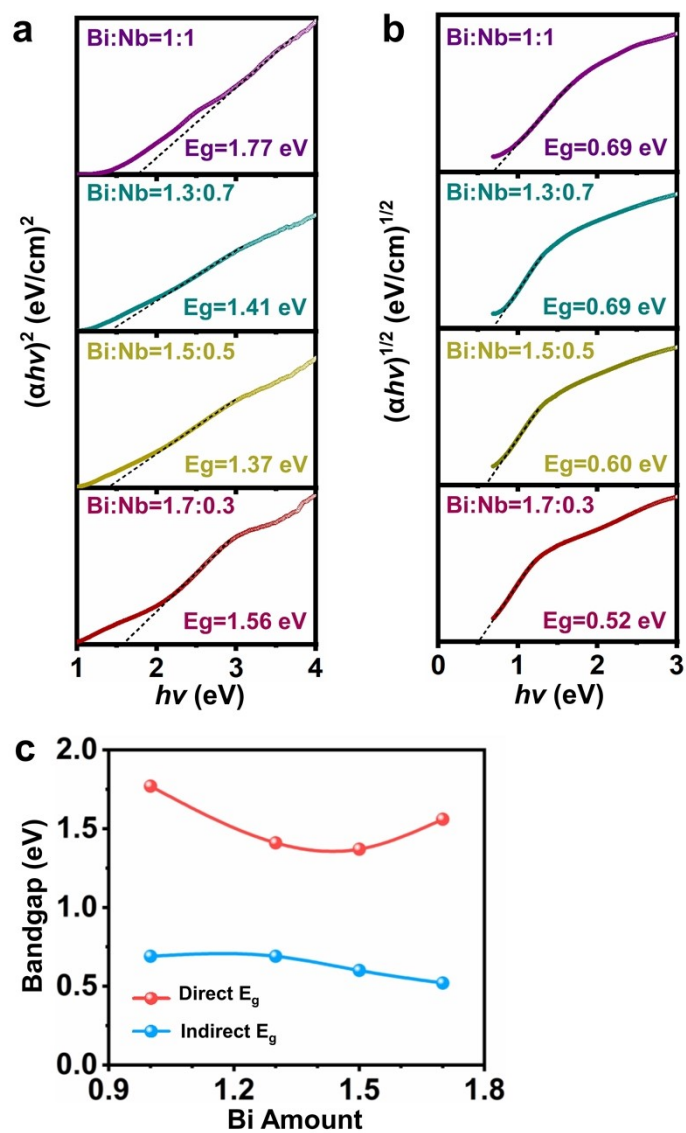 a
(αhν)² (eV/cm)²
Bi:Nb=1:1
Eg=1.77 eV
Bi:Nb=1.3:0.7
Eg=1.41 eV
Bi:Nb=1.5:0.5
Eg=1.37 eV
Bi:Nb=1.7:0.3
Eg=1.56 eV
1 2 3 4
hν (eV)
b
(αhν)^1/2 (eV/cm)^1/2
Bi:Nb=1:1
Eg=0.69 eV
Bi:Nb=1.3:0.7
Eg=0.69 eV
Bi:Nb=1.5:0.5
Eg=0.60 eV
Bi:Nb=1.7:0.3
Eg=0.52 eV
0 1 2 3
hν (eV)
c
Bandgap (eV)
2.0
1.5
1.0
0.5
0.0
Direct Eg
Indirect Eg
0.9 1.2 1.5 1.8
Bi Amount